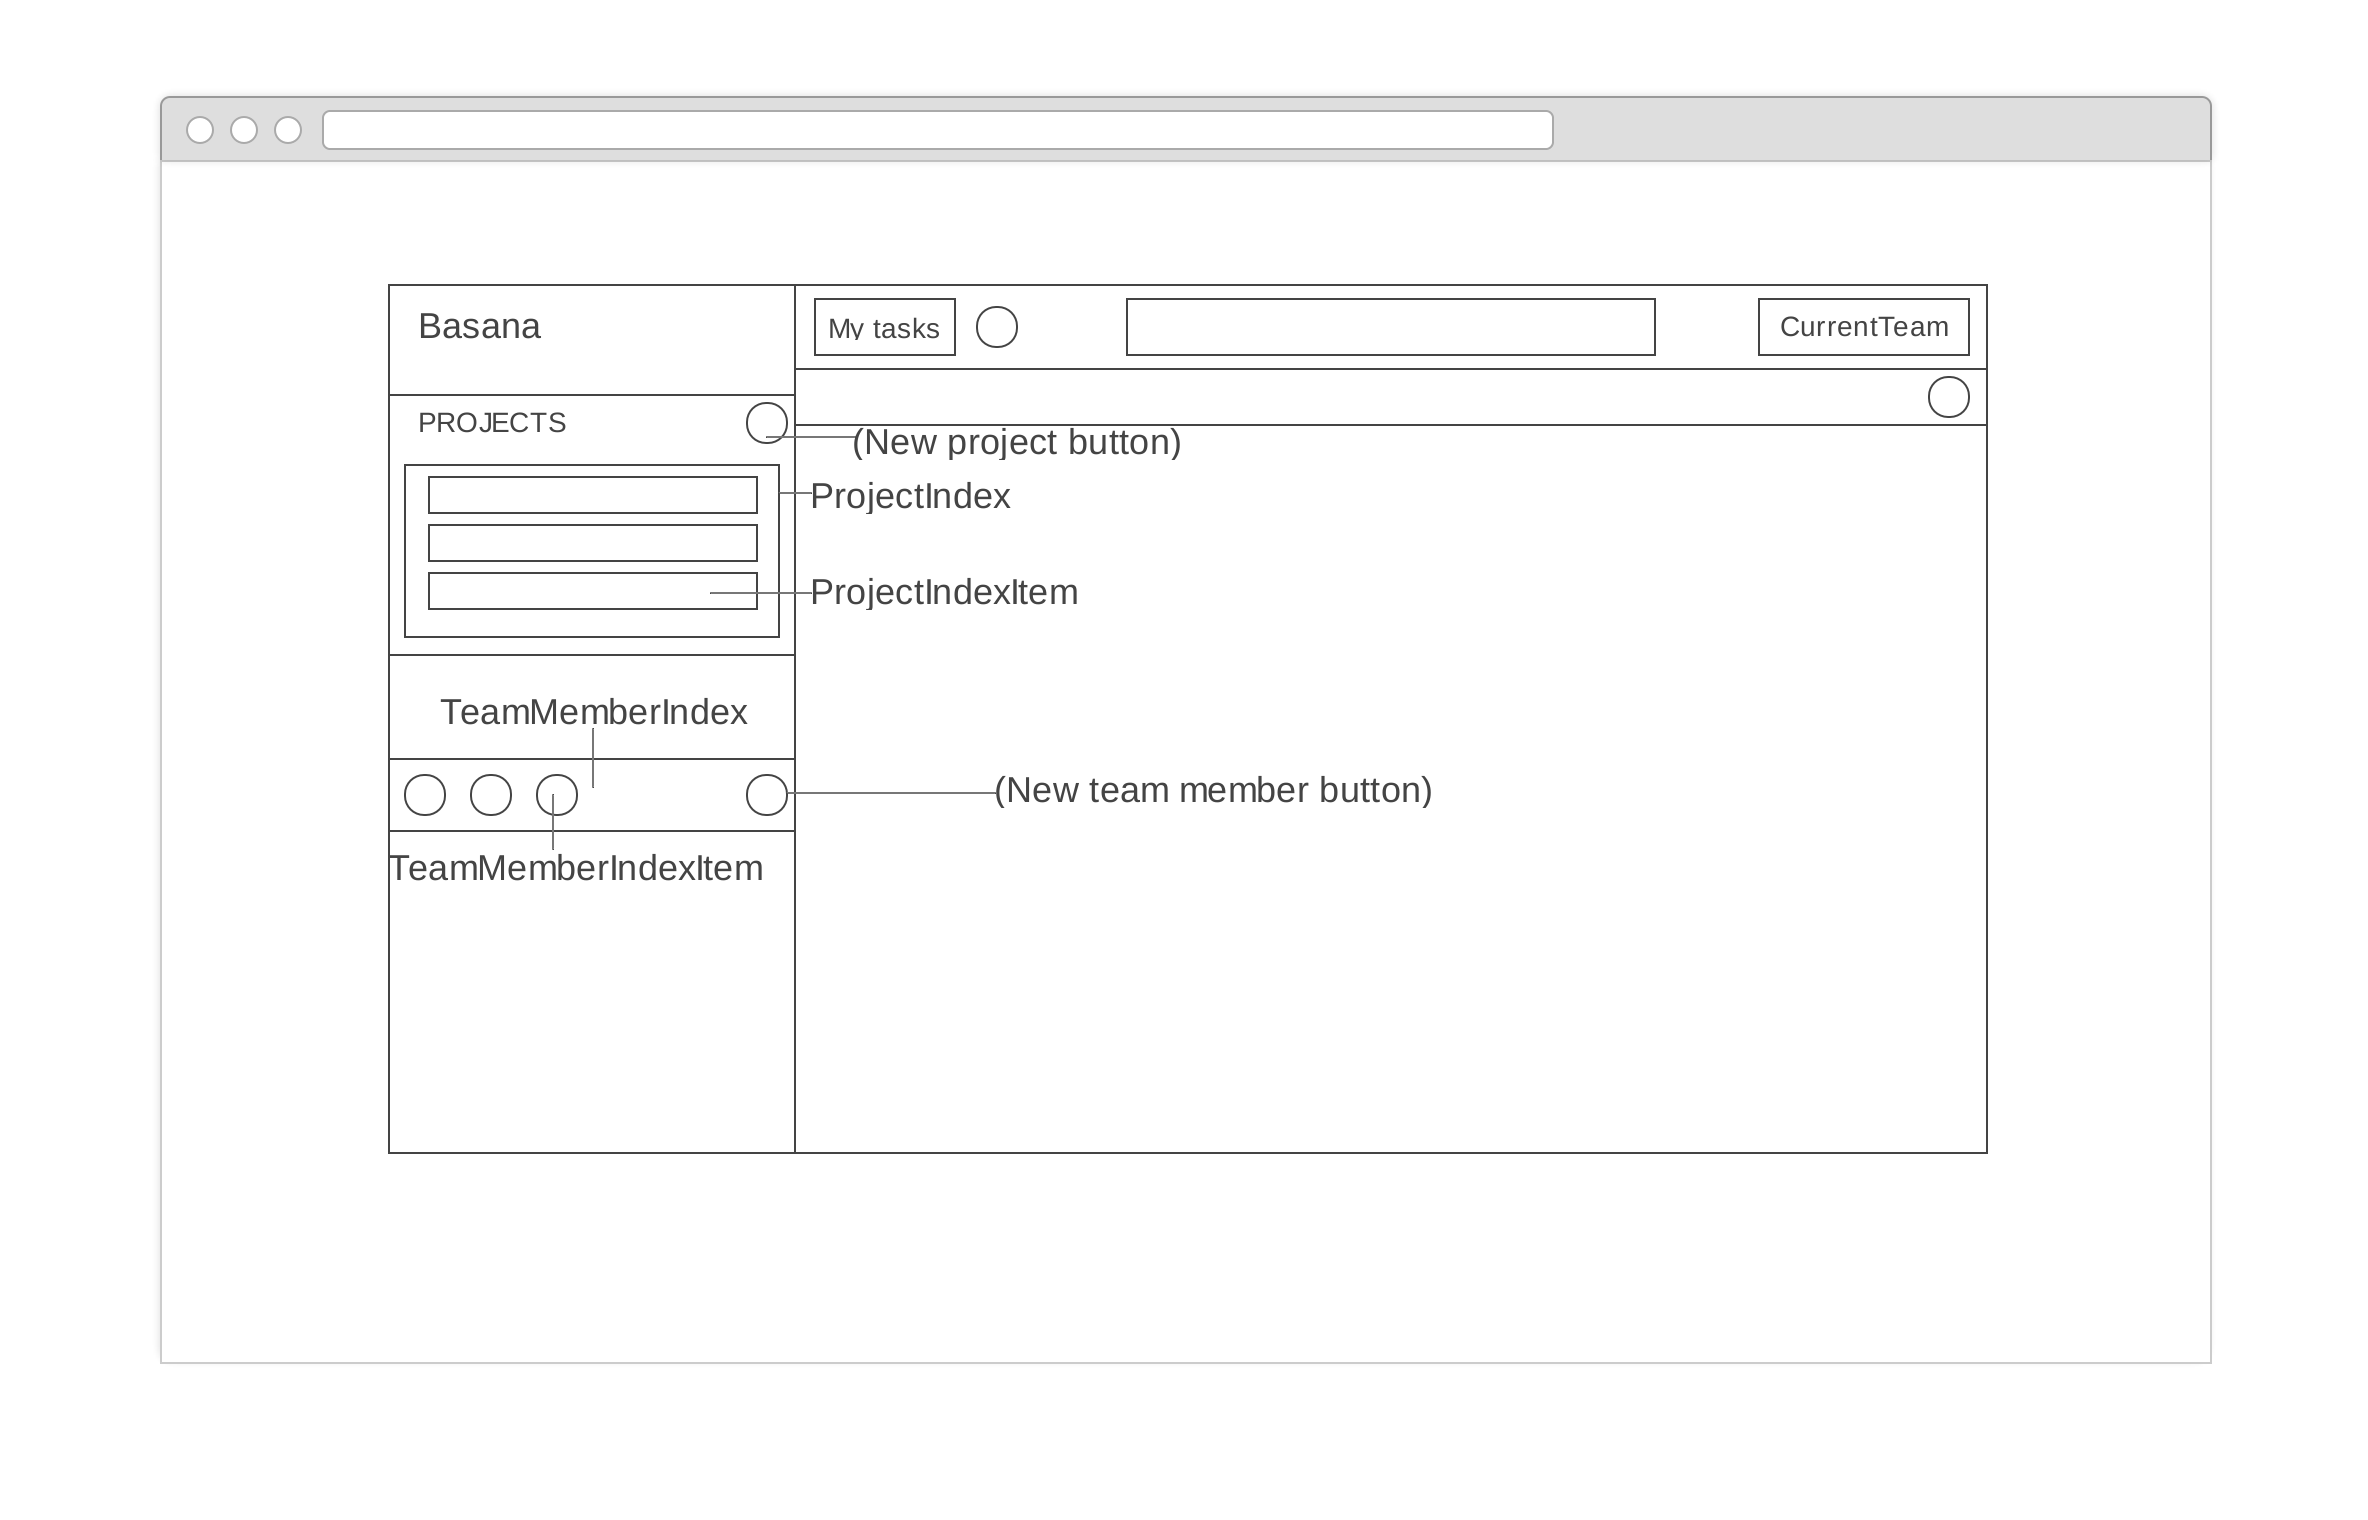 Basana
My tasks
CurrentTeam
PROJECTS
(New project button)
ProjectIndex
ProjectIndexItem
TeamMemberIndex
(New team member button)
TeamMemberIndexItem